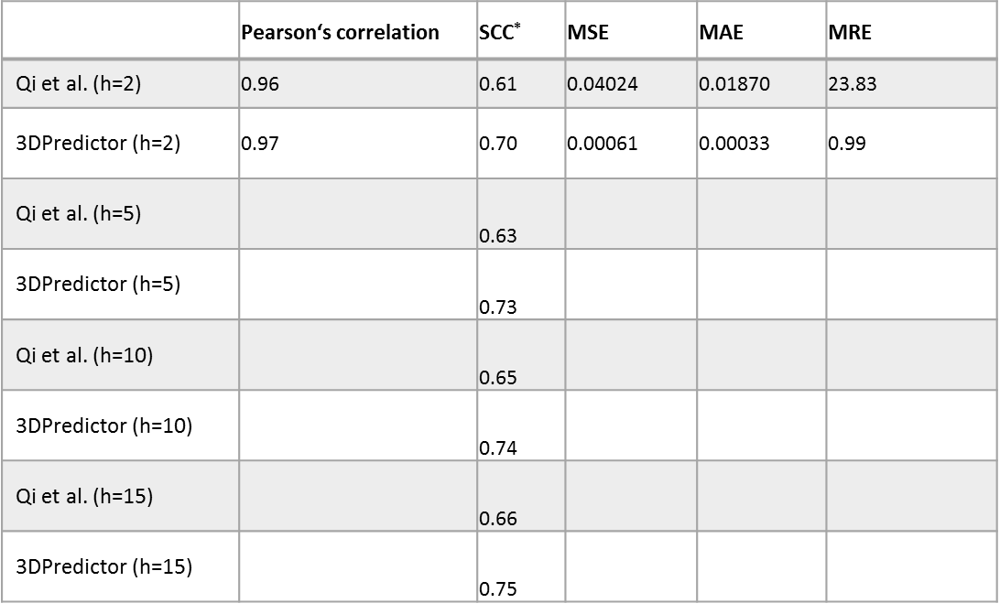 Pearson‘s correlation SCC* MSE MAE MRE
Qi et al. (h=2) 0.96 0.61 0.04024 0.01870 23.83
3DPredictor (h=2) 0.97 0.70 0.00061 0.00033 0.99
Qi et al. (h=5) 0.63
3DPredictor (h=5) 0.73
Qi et al. (h=10) 0.65
3DPredictor (h=10) 0.74
Qi et al. (h=15) 0.66
3DPredictor (h=15) 0.75